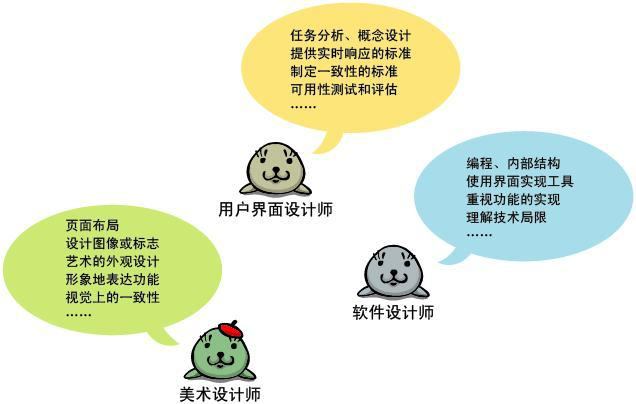 任务分析、概念设计
提供实时响应的标准
制定一致性的标准
可用性测试和评估
……
用户界面设计师
编程、内部结构
使用界面实现工具
重视功能的实现
理解技术局限
……
软件设计师
页面布局
设计图像或标志
艺术的外观设计
形象地表达功能
视觉上的一致性
……
美术设计师